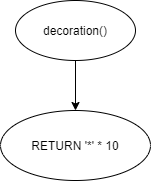 decoration()
RETURN '*' * 10